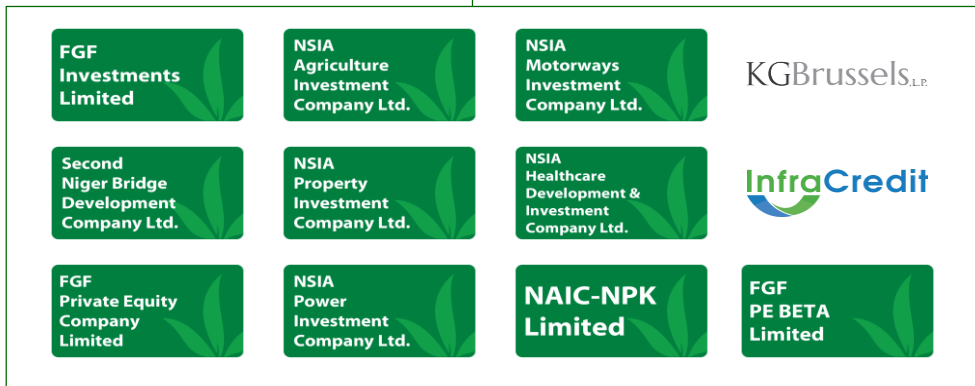 FGF
Investments
Limited
NSIA
Agriculture
Investment
Company Ltd.
NSIA
Motorways
Investment
Company Ltd.
KGBrussels,L.P.
Second
Niger Bridge
Development
Company Ltd.
NSIA
Property
Investment
Company Ltd.
NSIA
Healthcare
Development &
Investment
Company Ltd.
InfraCredit
FGF
Private Equity
Company
Limited
NSIA
Power
Investment
Company Ltd.
NAIC-NPK
Limited
FGF
PE BETA
Limited